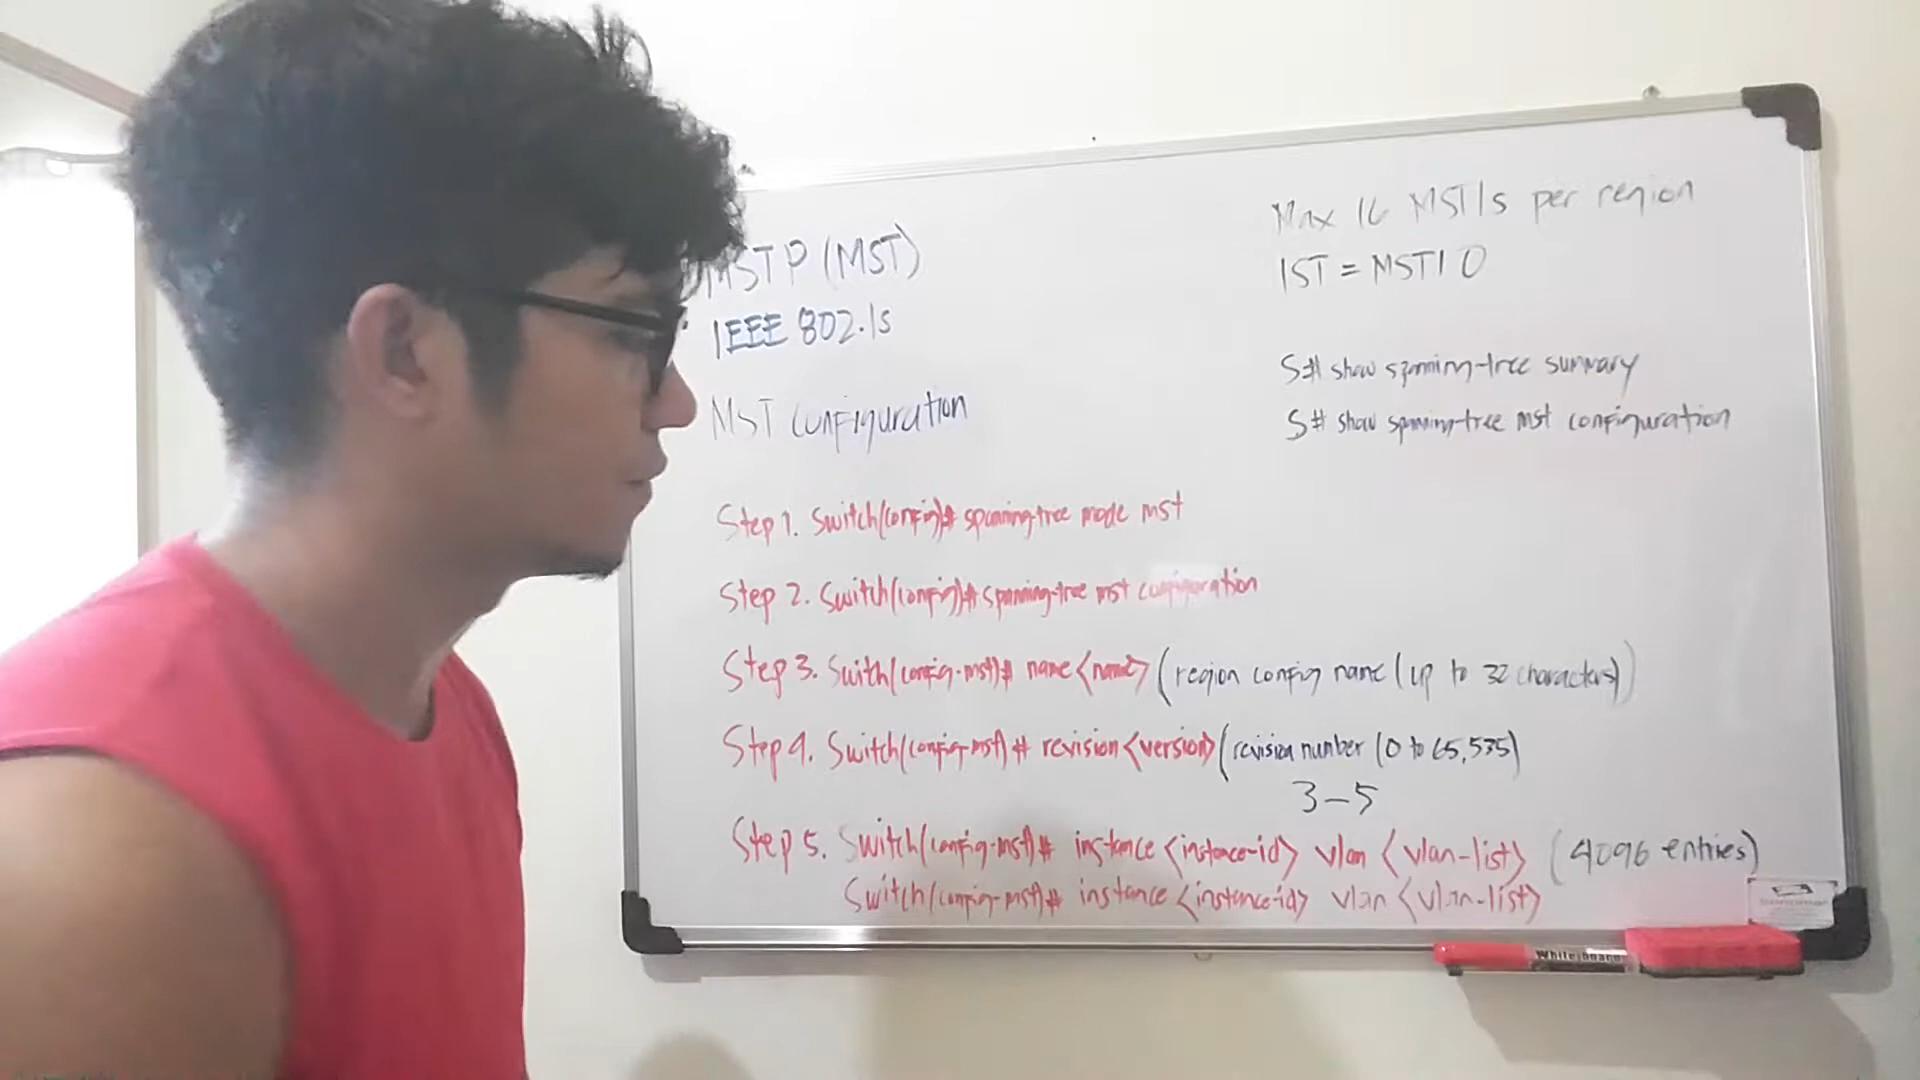 MSTP (MST)
IEEE 802.1s
MST Configuration
Step 1. Switch(config)# spanning-tree mode mst
Step 2. Switch(config)# spanning-tree mst configuration
Step 3. Switch(config-mst)# name <name> (region config name (up to 32 characters))
Step 4. Switch(config-mst)# revision <version> (revision number (0 to 65,535)
3-5
Step 5. Switch(config-mst)# instance <instance-id> vlan <vlan-list> (4096 entries)
Switch(config-mst)# instance <instance-id> vlan <vlan-list>
Max 16 MSTIs per region
IST = MSTI 0
S# show spanning-tree summary
S# show spanning-tree mst configuration
Whiteboard